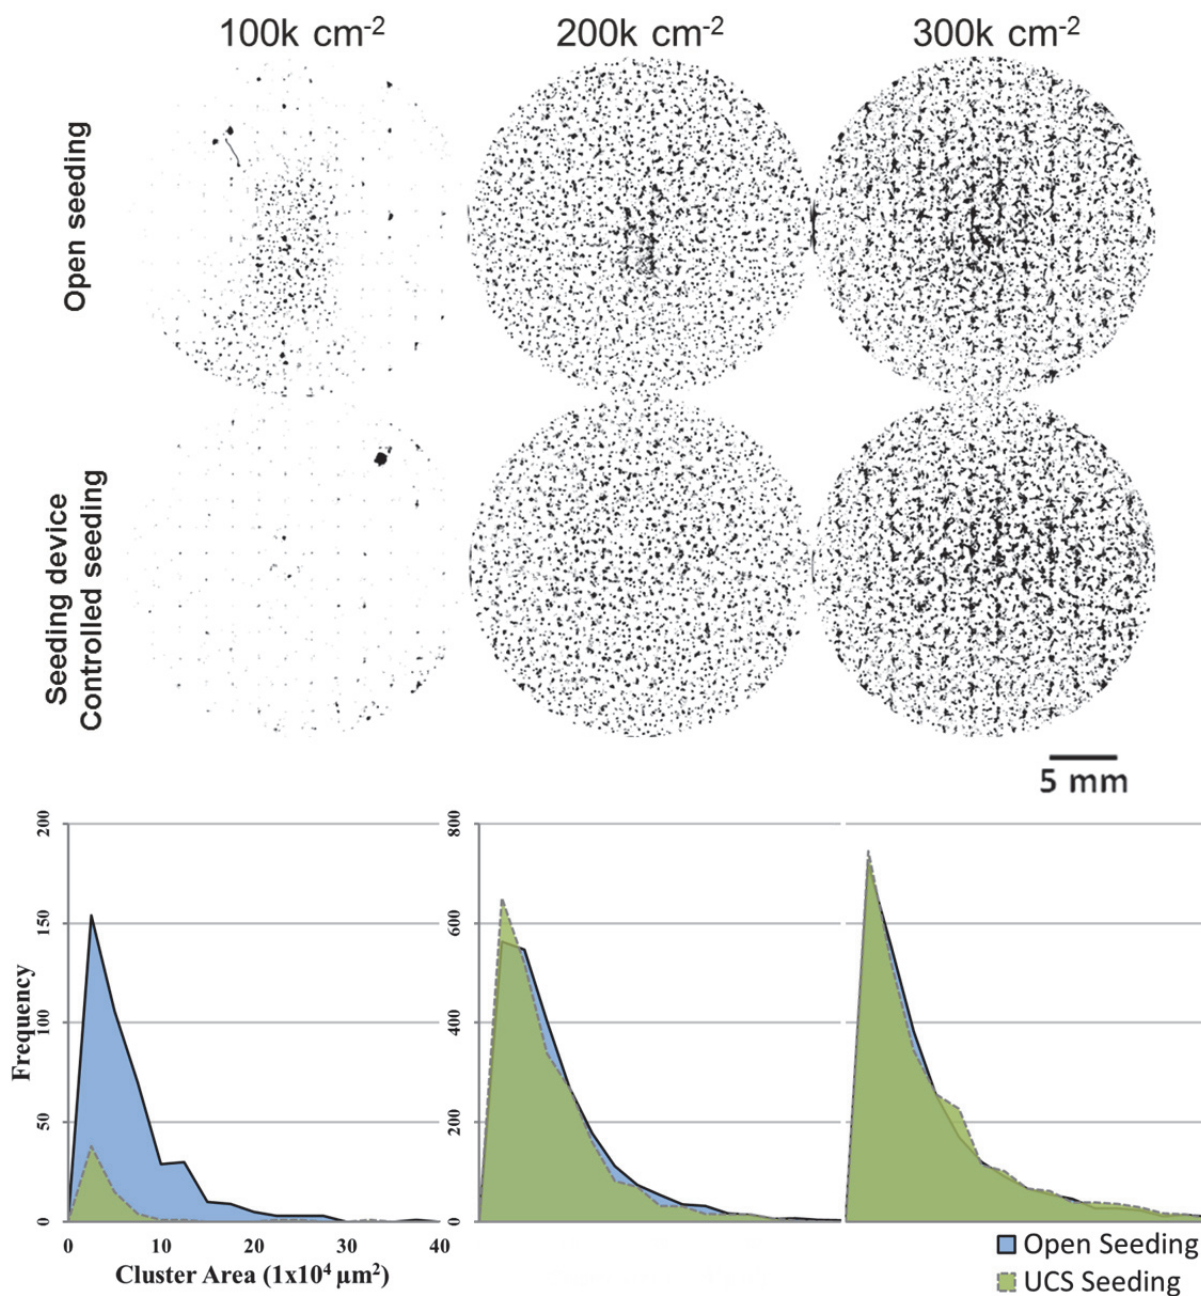 100k cm-2 200k cm-2 300k cm-2
Open seeding
Seeding device
Controlled seeding
5 mm
200 800
150 600
100 400
50 200
0 0
Frequency
0 10 20 30 40
Cluster Area (1x10⁴ µm²)
Open Seeding
UCS Seeding